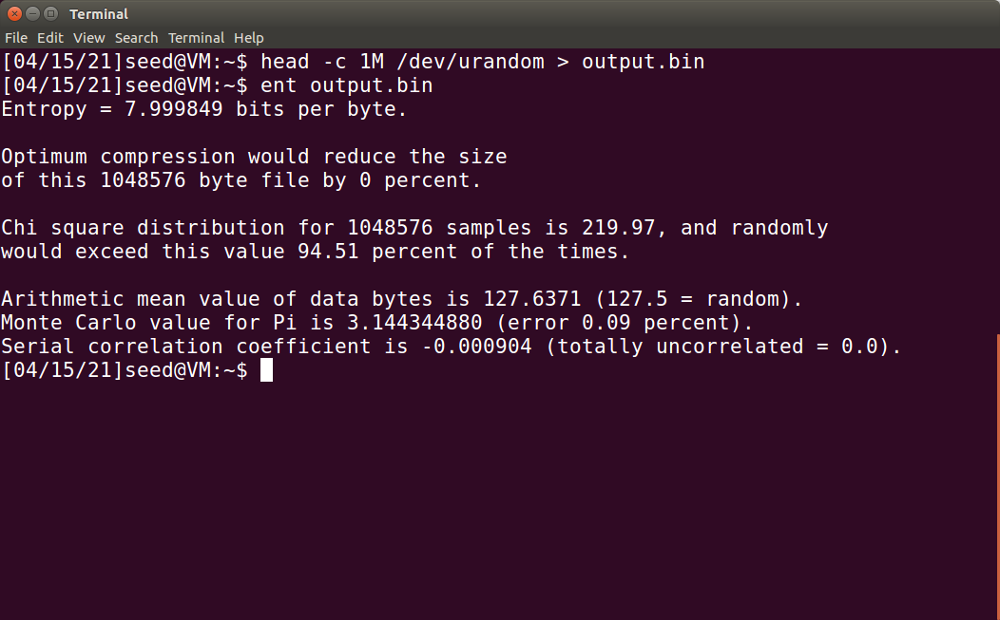 Terminal
File Edit View Search Terminal Help
[04/15/21]seed@VM:~$ head -c 1M /dev/urandom > output.bin
[04/15/21]seed@VM:~$ ent output.bin
Entropy = 7.999849 bits per byte.

Optimum compression would reduce the size
of this 1048576 byte file by 0 percent.

Chi square distribution for 1048576 samples is 219.97, and randomly
would exceed this value 94.51 percent of the times.

Arithmetic mean value of data bytes is 127.6371 (127.5 = random).
Monte Carlo value for Pi is 3.144344880 (error 0.09 percent).
Serial correlation coefficient is -0.000904 (totally uncorrelated = 0.0).
[04/15/21]seed@VM:~$